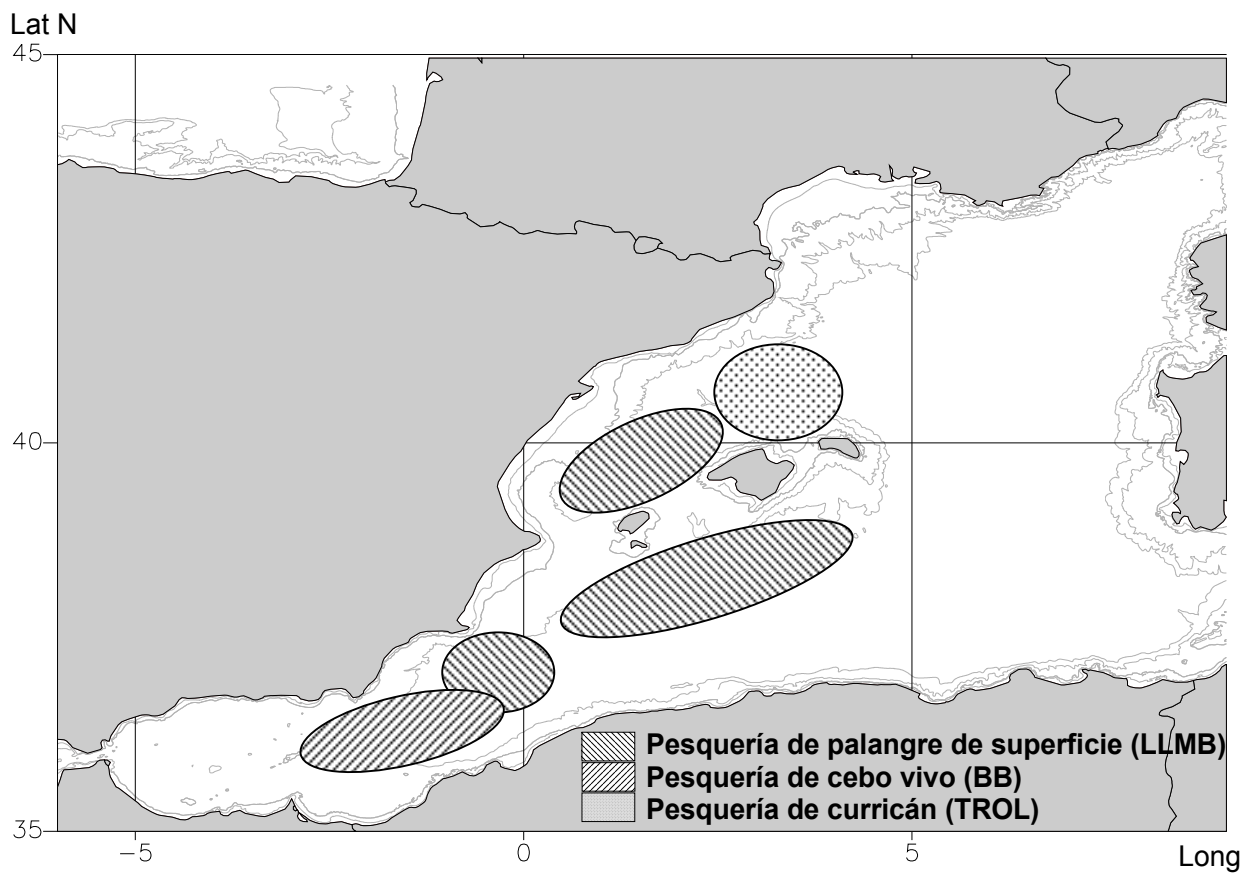 Lat N
45
40
35
Pesquería de palangre de superficie (LLMB)
Pesquería de cebo vivo (BB)
Pesquería de curricán (TROL)
-5
0
5
Long